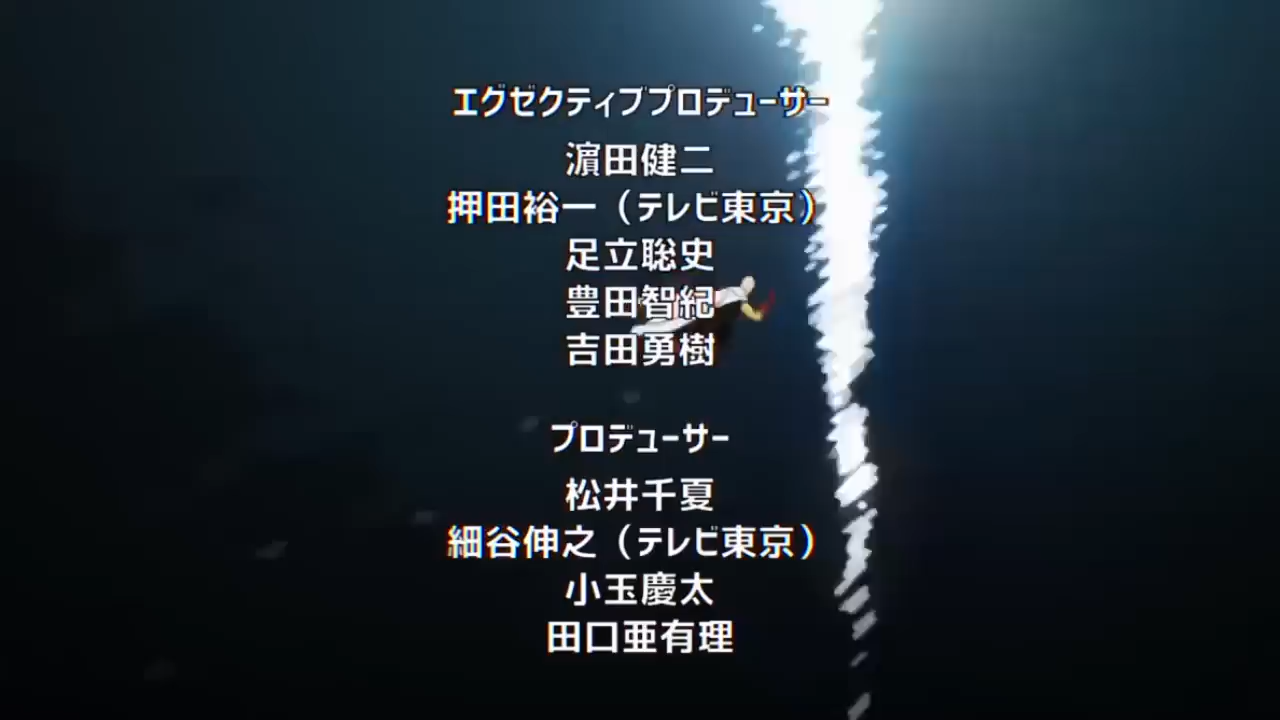 エグゼクティブプロデューサー
濵田健二
押田裕一（テレビ東京）
足立聡史
豊田智紀
吉田勇樹
プロデューサー
松井千夏
細谷伸之（テレビ東京）
小玉慶太
田口亜有理